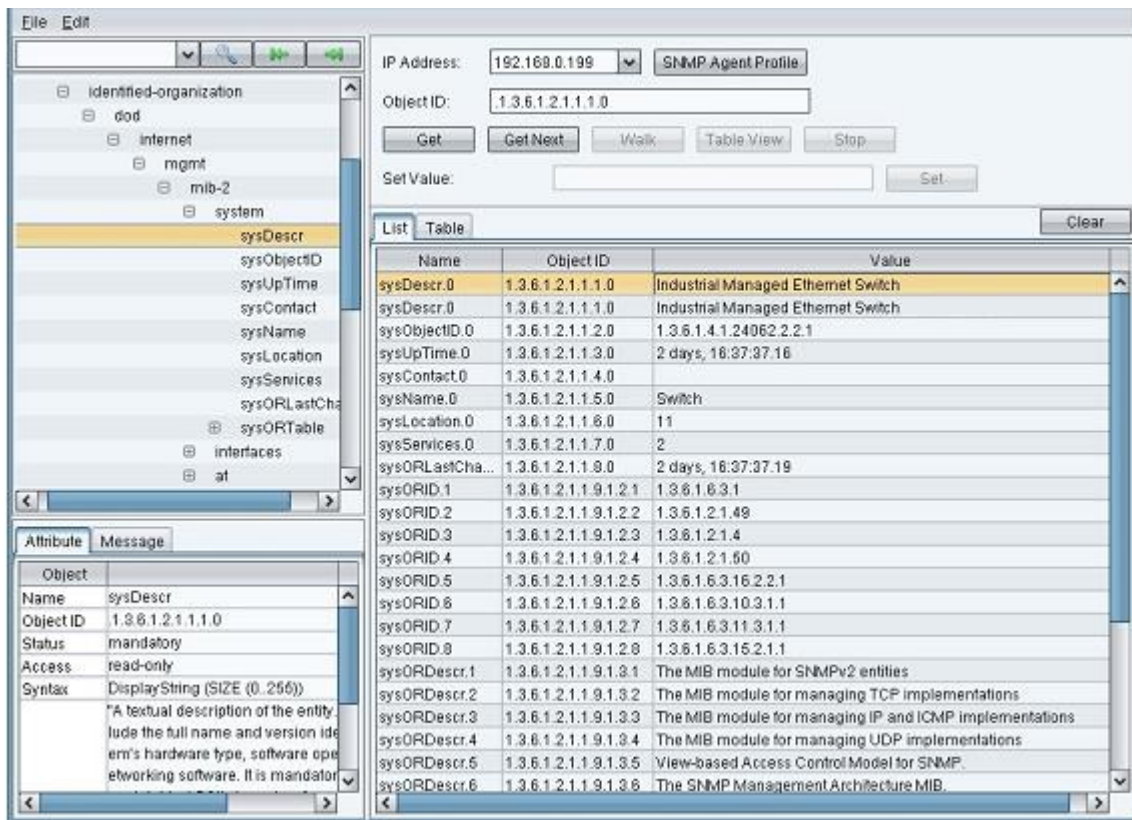 File Edit
identified-organization
dod
internet
mgmt
mib-2
system
sysDescr
sysObjectID
sysUpTime
sysContact
sysName
sysLocation
sysServices
sysORLastCha
sysORTable
interfaces
at
Attribute Message
Object
Name sysDescr
Object ID .1.3.6.1.2.1.1.1.0
Status mandatory
Access read-only
Syntax DisplayString (SIZE (0..255))
"A textual description of the entity.
lude the full name and version ide
em's hardware type, software ope
etworking software. It is mandator
IP Address: 192.168.0.199 SNMP Agent Profile
Object ID: .1.3.6.1.2.1.1.1.0
Get Get Next Walk Table View Stop
Set Value: Set
List Table Clear
Name Object ID Value
sysDescr.0 1.3.6.1.2.1.1.1.0 Industrial Managed Ethernet Switch
sysDescr.0 1.3.6.1.2.1.1.1.0 Industrial Managed Ethernet Switch
sysObjectID.0 1.3.6.1.2.1.1.2.0 1.3.6.1.4.1.24062.2.2.1
sysUpTime.0 1.3.6.1.2.1.1.3.0 2 days, 16:37:37.16
sysContact.0 1.3.6.1.2.1.1.4.0
sysName.0 1.3.6.1.2.1.1.5.0 Switch
sysLocation.0 1.3.6.1.2.1.1.6.0 11
sysServices.0 1.3.6.1.2.1.1.7.0 2
sysORLastCha... 1.3.6.1.2.1.1.8.0 2 days, 16:37:37.19
sysORID.1 1.3.6.1.2.1.1.9.1.2.1 1.3.6.1.6.3.1
sysORID.2 1.3.6.1.2.1.1.9.1.2.2 1.3.6.1.2.1.49
sysORID.3 1.3.6.1.2.1.1.9.1.2.3 1.3.6.1.2.1.4
sysORID.4 1.3.6.1.2.1.1.9.1.2.4 1.3.6.1.2.1.50
sysORID.5 1.3.6.1.2.1.1.9.1.2.5 1.3.6.1.6.3.16.2.2.1
sysORID.6 1.3.6.1.2.1.1.9.1.2.6 1.3.6.1.6.3.10.3.1.1
sysORID.7 1.3.6.1.2.1.1.9.1.2.7 1.3.6.1.6.3.11.3.1.1
sysORID.8 1.3.6.1.2.1.1.9.1.2.8 1.3.6.1.6.3.15.2.1.1
sysORDescr.1 1.3.6.1.2.1.1.9.1.3.1 The MIB module for SNMPv2 entities
sysORDescr.2 1.3.6.1.2.1.1.9.1.3.2 The MIB module for managing TCP implementations
sysORDescr.3 1.3.6.1.2.1.1.9.1.3.3 The MIB module for managing IP and ICMP implementations
sysORDescr.4 1.3.6.1.2.1.1.9.1.3.4 The MIB module for managing UDP implementations
sysORDescr.5 1.3.6.1.2.1.1.9.1.3.5 View-based Access Control Model for SNMP.
sysORDescr.6 1.3.6.1.2.1.1.9.1.3.6 The SNMP Management Architecture MIB.